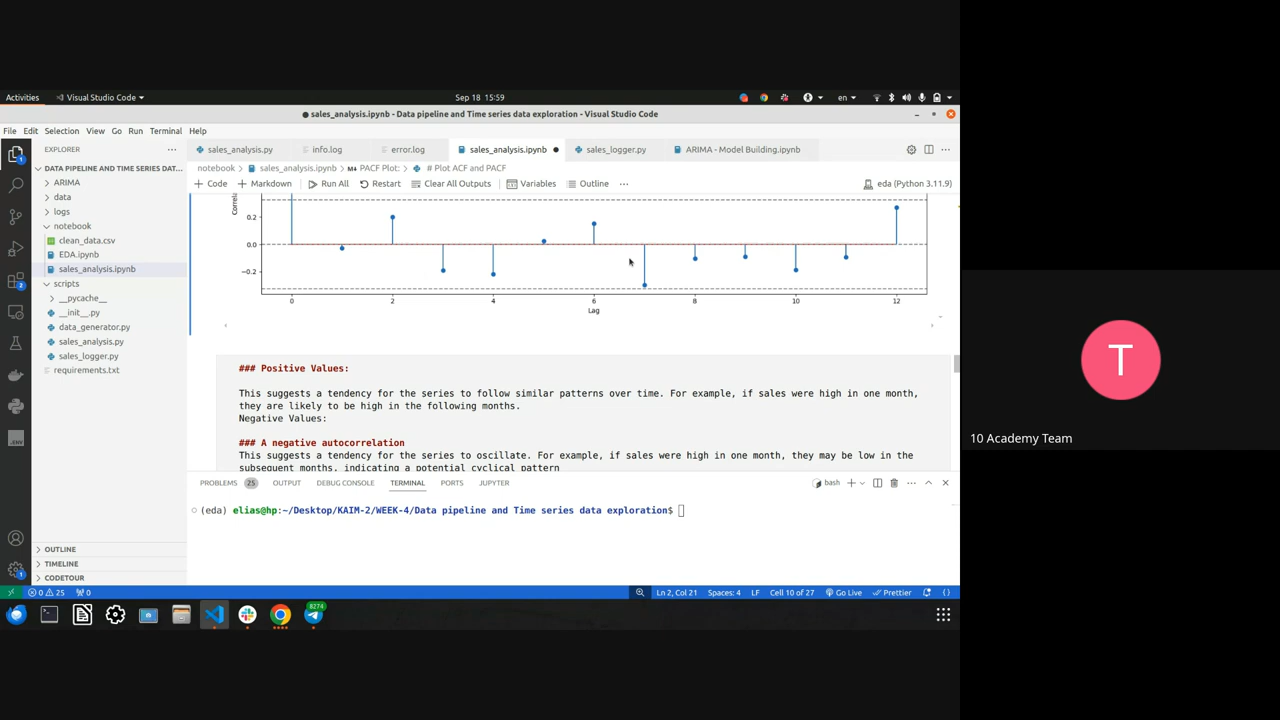 Activities
Visual Studio Code
Sep 18 15:59
en
sales_analysis.ipynb - Data pipeline and Time series data exploration - Visual Studio Code
File Edit Selection View Go Run Terminal Help
EXPLORER
sales_analysis.py
info.log
error.log
sales_analysis.ipynb
sales_logger.py
ARIMA - Model Building.ipynb
DATA PIPELINE AND TIME SERIES DAT...
notebook > sales_analysis.ipynb > PACF Plot: > # Plot ACF and PACF
+ Code + Markdown Run All Restart Clear All Outputs Variables Outline ...
eda (Python 3.11.9)
ARIMA
data
logs
notebook
clean_data.csv
EDA.ipynb
sales_analysis.ipynb
scripts
__pycache__
__init__.py
data_generator.py
sales_analysis.py
sales_logger.py
requirements.txt
Correla
0.2
0.0
−0.2
0 2 4 6 8 10 12
Lag
### Positive Values:
This suggests a tendency for the series to follow similar patterns over time. For example, if sales were high in one month,
they are likely to be high in the following months.
Negative Values:
### A negative autocorrelation
This suggests a tendency for the series to oscillate. For example, if sales were high in one month, they may be low in the
subsequent months, indicating a potential cyclical pattern
PROBLEMS 25 OUTPUT DEBUG CONSOLE TERMINAL PORTS JUPYTER
bash
(eda) elias@hp:~/Desktop/KAIM-2/WEEK-4/Data pipeline and Time series data exploration$
OUTLINE
TIMELINE
CODETOUR
0 25 0
Ln 2, Col 21 Spaces: 4 LF Cell 10 of 27 Go Live Prettier
8274
T
10 Academy Team